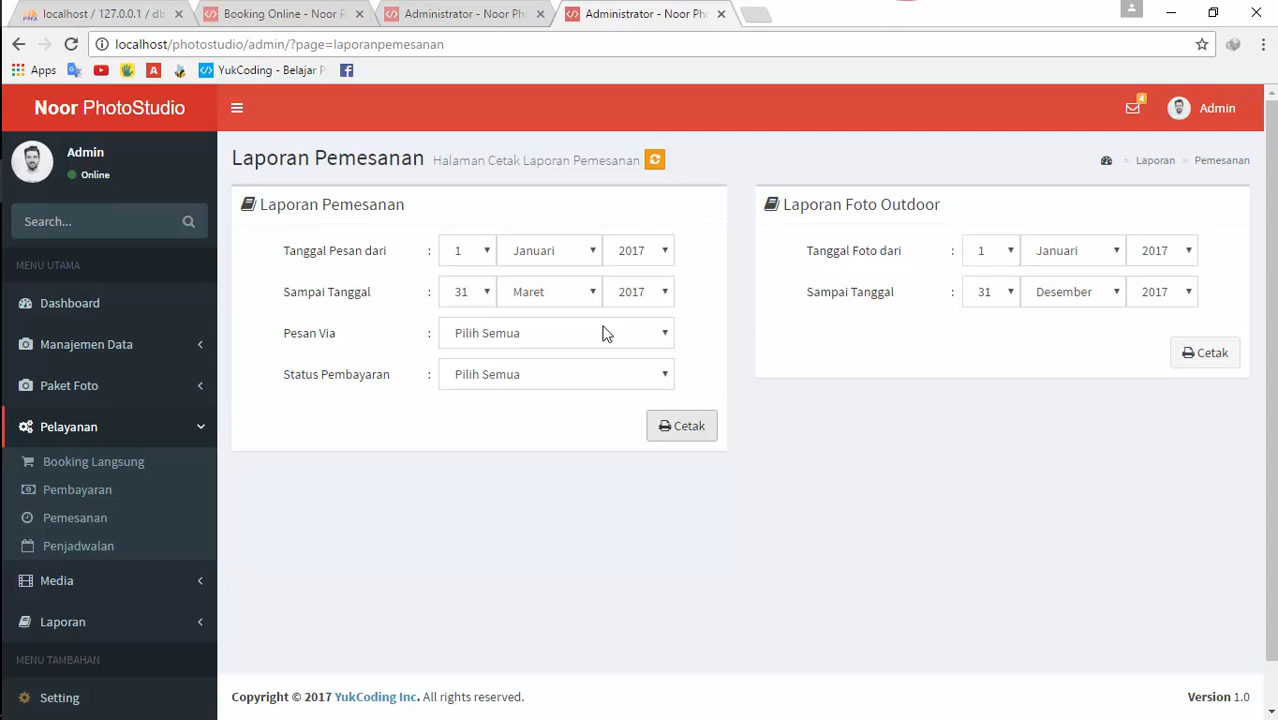 localhost / 127.0.0.1 / db
Booking Online - Noor P
Administrator - Noor Ph
Administrator - Noor Ph
localhost/photostudio/admin/?page=laporanpemesanan
Apps
YukCoding - Belajar P
Noor PhotoStudio
4
Admin
Admin
Online
Search...
MENU UTAMA
Dashboard
Manajemen Data
Paket Foto
Pelayanan
Booking Langsung
Pembayaran
Pemesanan
Penjadwalan
Media
Laporan
MENU TAMBAHAN
Setting
Laporan Pemesanan Halaman Cetak Laporan Pemesanan
> Laporan > Pemesanan
Laporan Pemesanan
Tanggal Pesan dari : 1 Januari 2017
Sampai Tanggal : 31 Maret 2017
Pesan Via : Pilih Semua
Status Pembayaran : Pilih Semua
Cetak
Laporan Foto Outdoor
Tanggal Foto dari : 1 Januari 2017
Sampai Tanggal : 31 Desember 2017
Cetak
Copyright © 2017 YukCoding Inc. All rights reserved.
Version 1.0